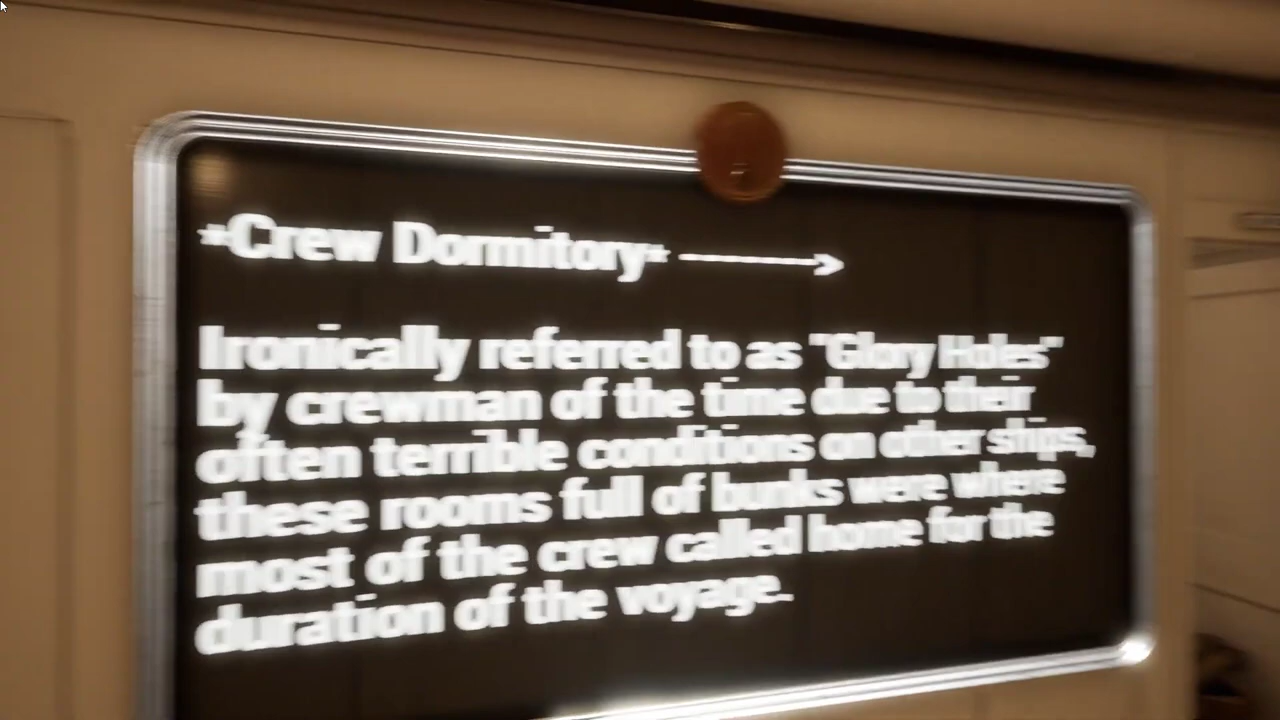 *Crew Dormitory* ⟶
Ironically referred to as "Glory Holes"
by crewman of the time due to their
often terrible conditions on other ships,
these rooms full of bunks were where
most of the crew called home for the
duration of the voyage.